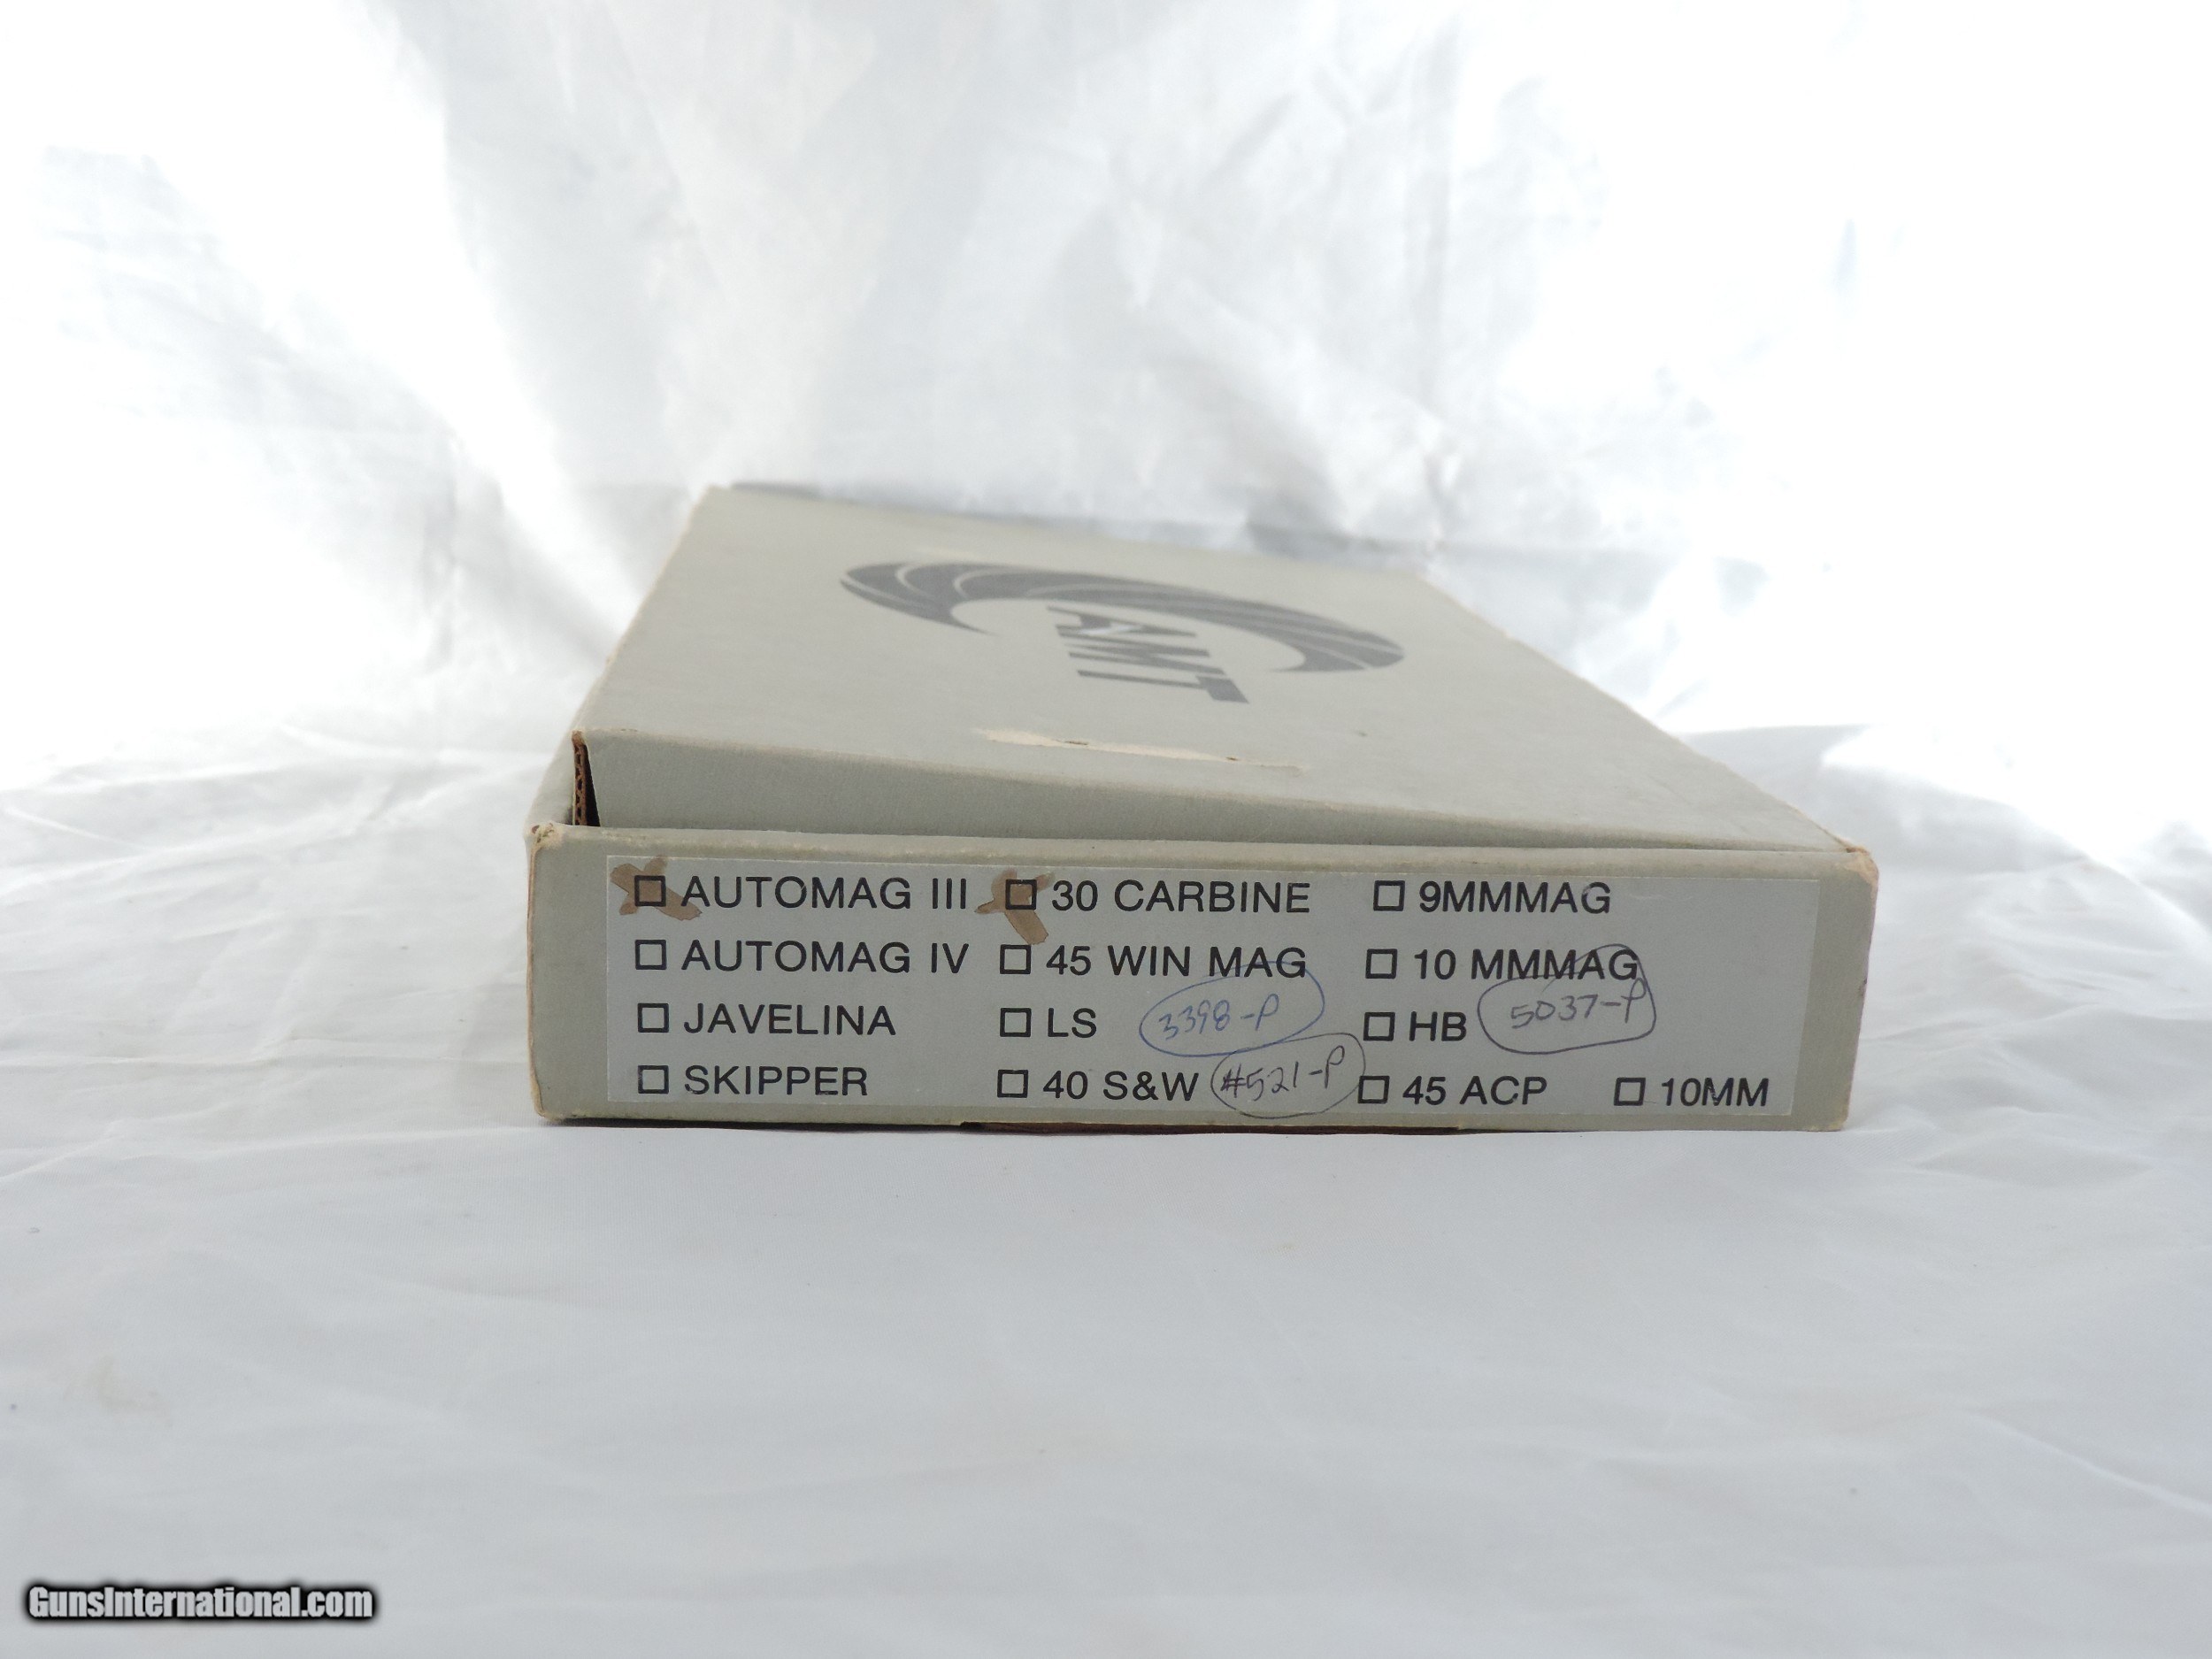 AMT
☐ AUTOMAG III ☐ 30 CARBINE ☐ 9MMMAG
☐ AUTOMAG IV ☐ 45 WIN MAG ☐ 10 MMMAG
☐ JAVELINA ☐ LS 3398-P ☐ HB 5037-P
☐ SKIPPER ☐ 40 S&W #521-P ☐ 45 ACP ☐ 10MM
GunsInternational.com